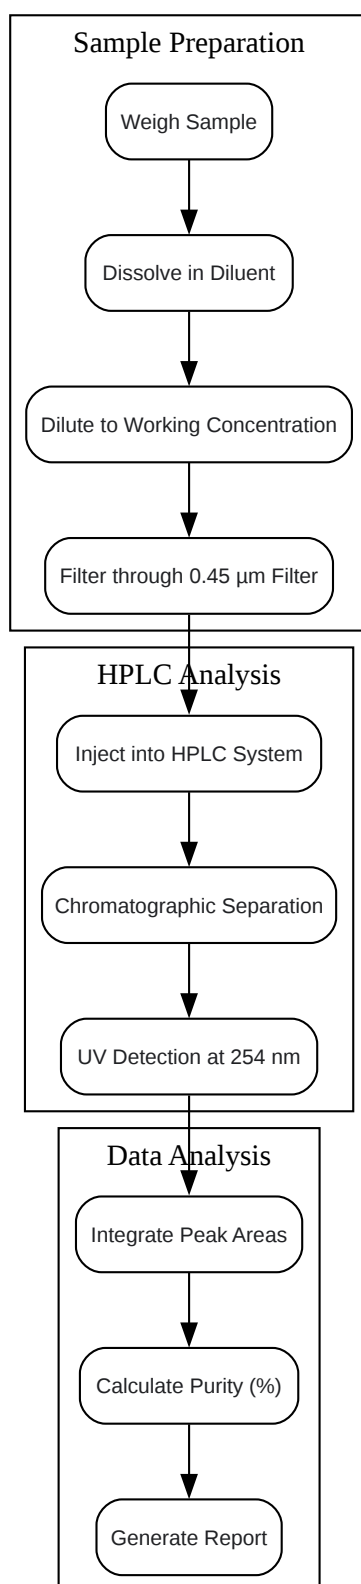 Sample Preparation
Weigh Sample
Dissolve in Diluent
Dilute to Working Concentration
Filter through 0.45 µm Filter
HPLC Analysis
Inject into HPLC System
Chromatographic Separation
UV Detection at 254 nm
Data Analysis
Integrate Peak Areas
Calculate Purity (%)
Generate Report